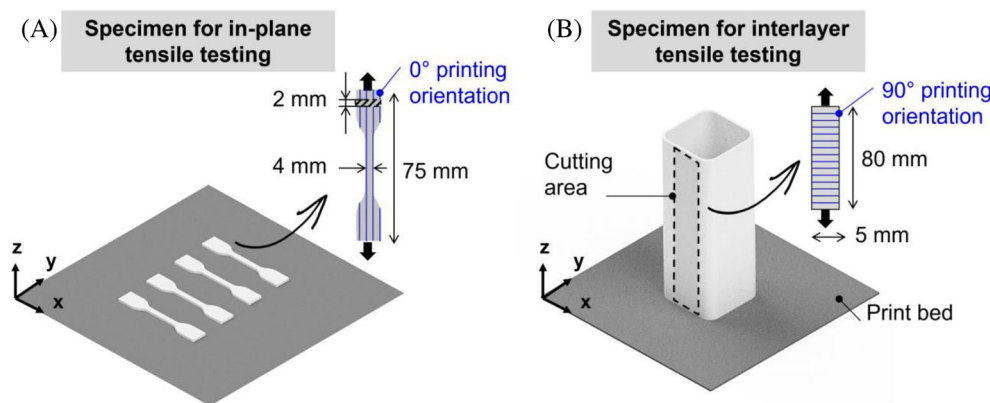 (A)
Specimen for in-plane
tensile testing
0° printing
orientation
2 mm
4 mm
75 mm
z
y
x
(B)
Specimen for interlayer
tensile testing
90° printing
orientation
Cutting
area
80 mm
5 mm
z
y
x
Print bed